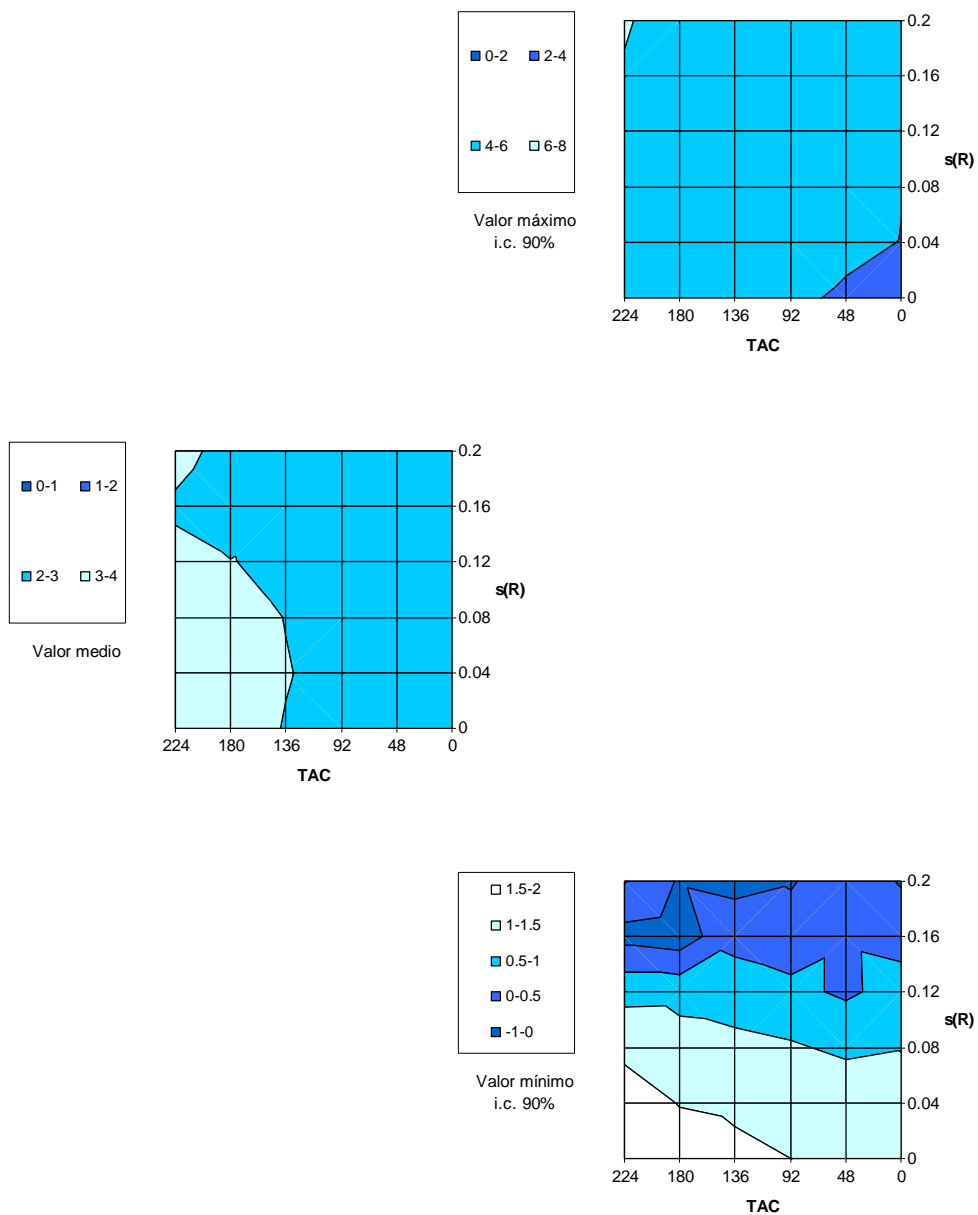 0-2 2-4
4-6 6-8
Valor máximo
i.c. 90%
0.2
0.16
0.12
s(R)
0.08
0.04
0
224 180 136 92 48 0
TAC
0-1 1-2
2-3 3-4
Valor medio
0.2
0.16
0.12
s(R)
0.08
0.04
0
224 180 136 92 48 0
TAC
1.5-2
1-1.5
0.5-1
0-0.5
-1-0
Valor mínimo
i.c. 90%
0.2
0.16
0.12
s(R)
0.08
0.04
0
224 180 136 92 48 0
TAC